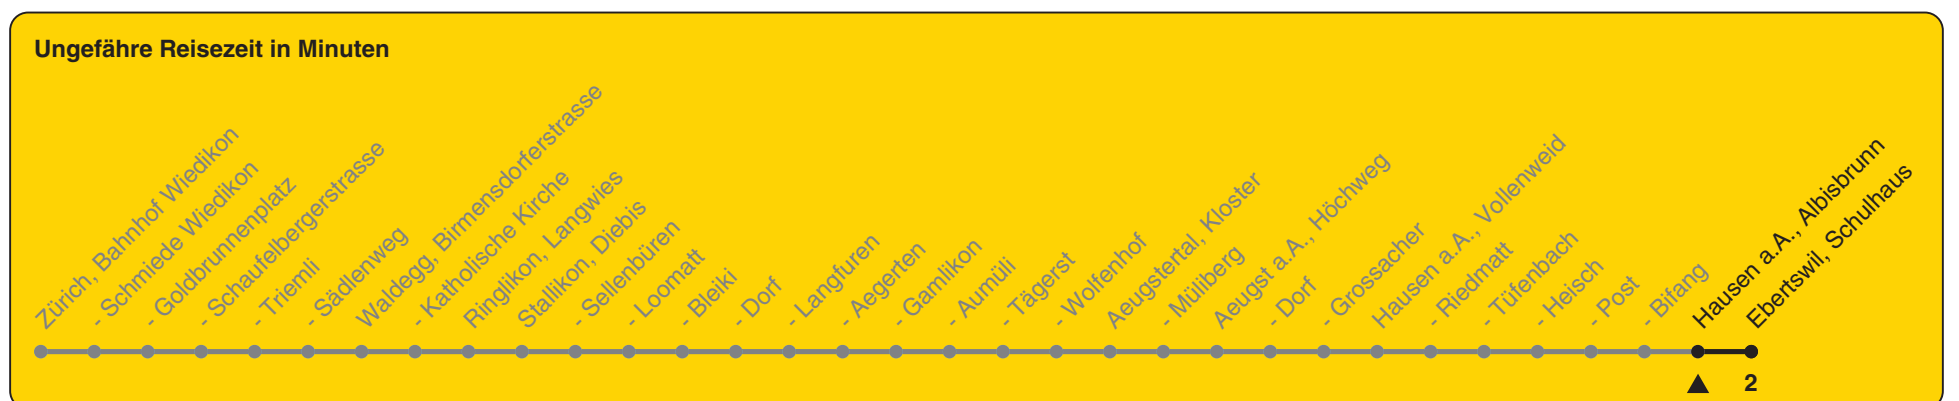 Ungefähre Reisezeit in Minuten
Zürich, Bahnhof Wiedikon
- Schmiede Wiedikon
- Goldbrunnenplatz
- Schaufelbergerstrasse
- Triemli
- Sädlenweg
Waldegg, Birmensdorferstrasse
- Katholische Kirche
Ringlikon, Langwies
Stallikon, Diebis
- Sellenbüren
- Loomatt
- Bleiki
- Dorf
- Langfuren
- Aegerten
- Gamlikon
- Aumüli
- Tägerst
- Wolfenhof
Aeugstertal, Kloster
- Müliberg
Aeugst a.A., Höchweg
- Dorf
- Grossacher
Hausen a.A., Vollenweid
- Riedmatt
- Tüfenbach
- Heisch
- Post
- Bifang
Hausen a.A., Albisbrunn
Ebertswil, Schulhaus
2